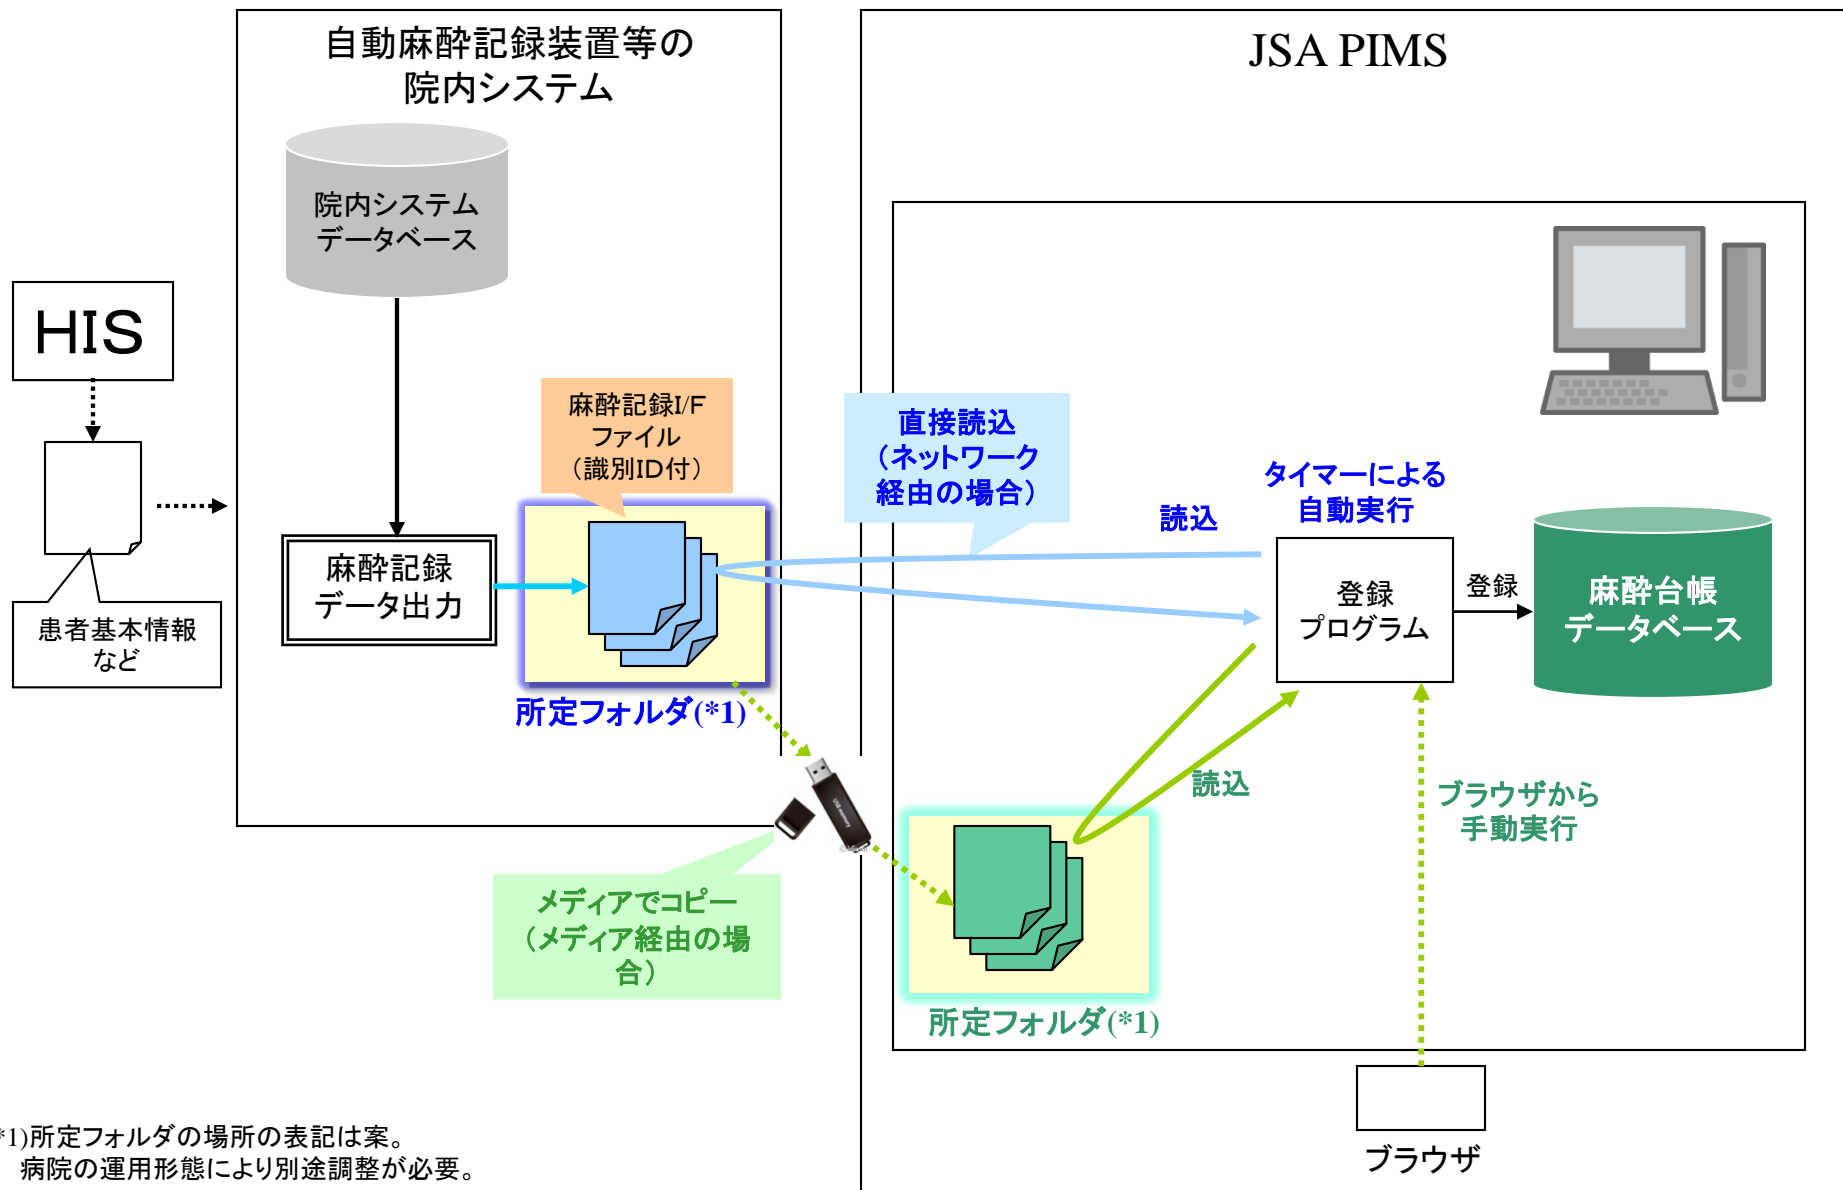 自動麻酔記録装置等の
院内システム
JSA PIMS
院内システム
データベース
HIS
麻酔記録I/F
ファイル
（識別ID付）
直接読込
（ネットワーク
経由の場合）
タイマーによる
自動実行
読込
麻酔記録
データ出力
登録
プログラム
登録
麻酔台帳
データベース
患者基本情報
など
所定フォルダ(*1)
読込
ブラウザから
手動実行
メディアでコピー
（メディア経由の場
合）
所定フォルダ(*1)
*1)所定フォルダの場所の表記は案。
病院の運用形態により別途調整が必要。
ブラウザ